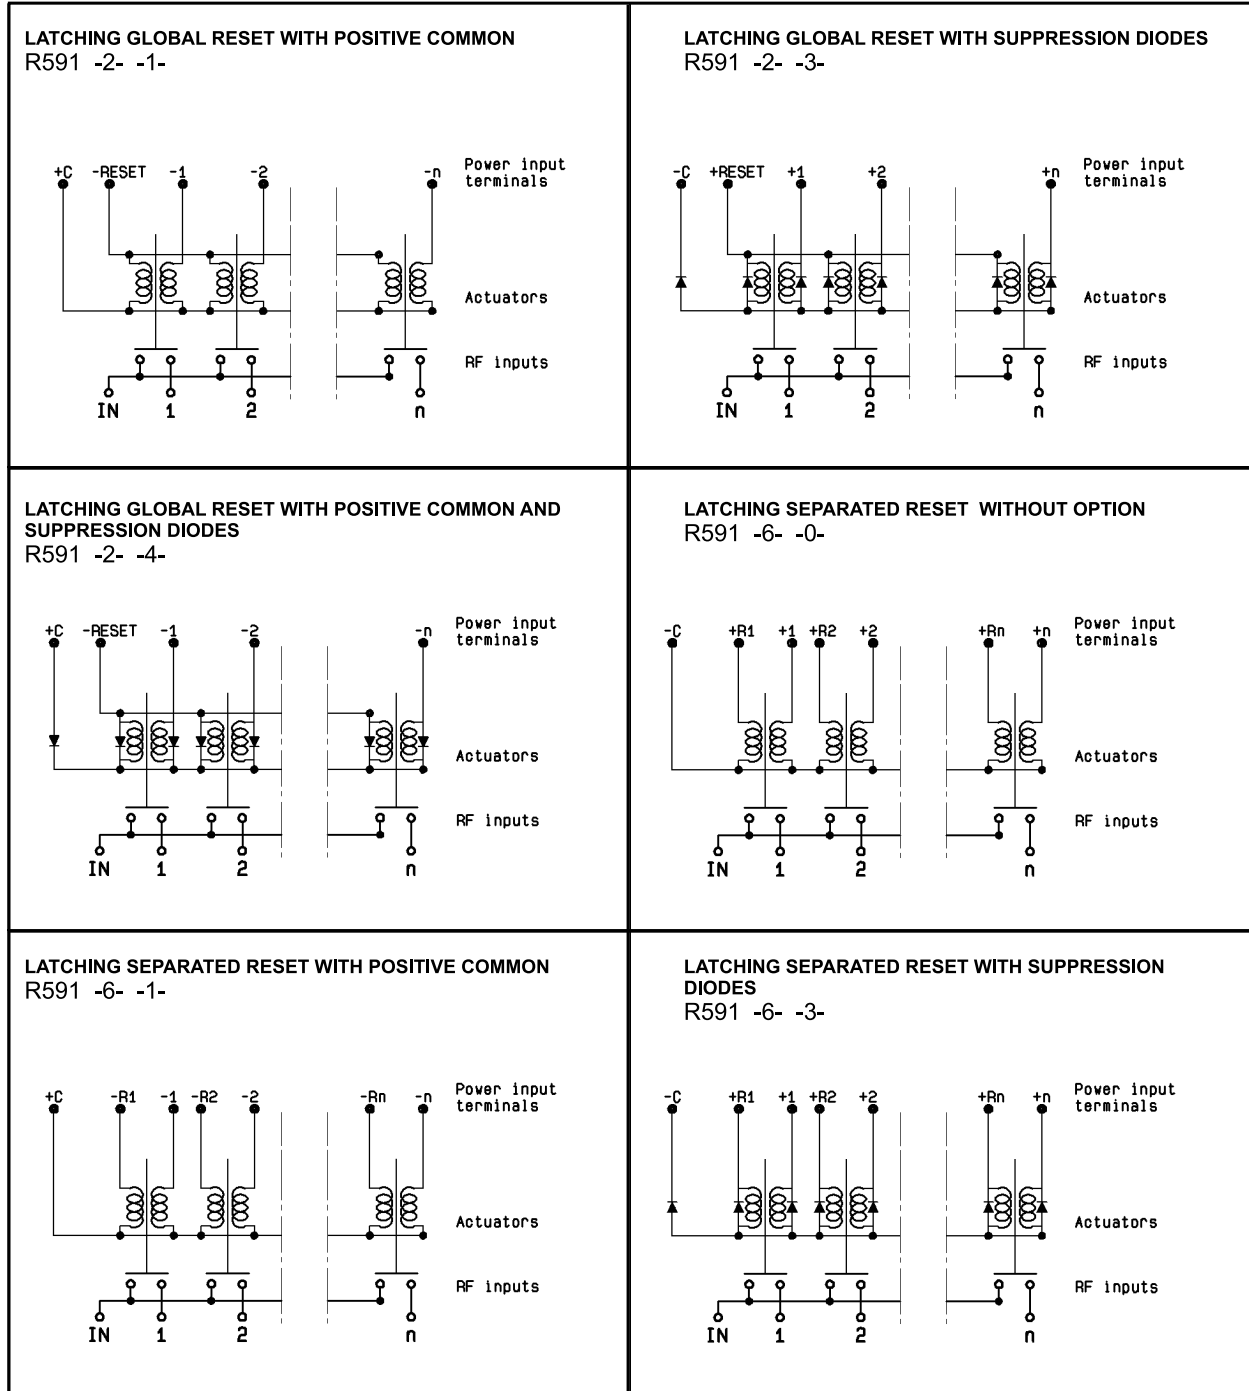 LATCHING GLOBAL RESET WITH POSITIVE COMMON
R591 -2- -1-
+C -RESET -1 -2 -n Power input
terminals
Actuators
RF inputs
IN 1 2 n
LATCHING GLOBAL RESET WITH SUPPRESSION DIODES
R591 -2- -3-
-C +RESET +1 +2 +n Power input
terminals
Actuators
RF inputs
IN 1 2 n
LATCHING GLOBAL RESET WITH POSITIVE COMMON AND
SUPPRESSION DIODES
R591 -2- -4-
+C -RESET -1 -2 -n Power input
terminals
Actuators
RF inputs
IN 1 2 n
LATCHING SEPARATED RESET WITHOUT OPTION
R591 -6- -0-
-C +R1 +1 +R2 +2 +Rn +n Power input
terminals
Actuators
RF inputs
IN 1 2 n
LATCHING SEPARATED RESET WITH POSITIVE COMMON
R591 -6- -1-
+C -R1 -1 -R2 -2 -Rn -n Power input
terminals
Actuators
RF inputs
IN 1 2 n
LATCHING SEPARATED RESET WITH SUPPRESSION
DIODES
R591 -6- -3-
-C +R1 +1 +R2 +2 +Rn +n Power input
terminals
Actuators
RF inputs
IN 1 2 n